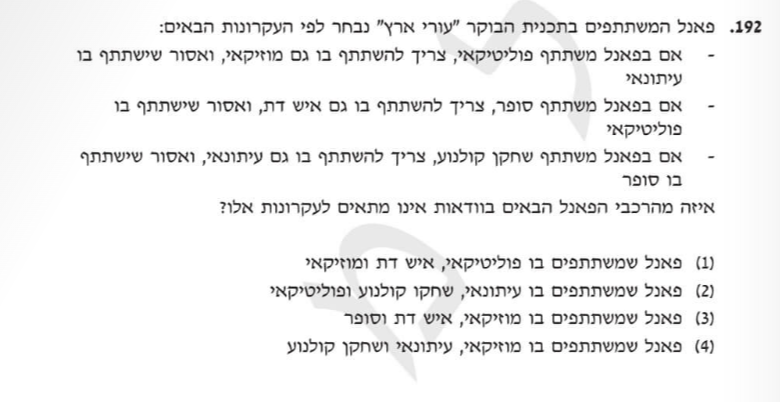 192. פאנל המשתתפים בתכנית הבוקר "עורי ארץ" נבחר לפי העקרונות הבאים:
- אם בפאנל משתתף פוליטיקאי, צריך להשתתף בו גם מוזיקאי, ואסור שישתתף בו
עיתונאי
- אם בפאנל משתתף סופר, צריך להשתתף בו גם איש דת, ואסור שישתתף בו
פוליטיקאי
- אם בפאנל משתתף שחקן קולנוע, צריך להשתתף בו גם עיתונאי, ואסור שישתתף
בו סופר
איזה מהרכבי הפאנל הבאים בוודאות אינו מתאים לעקרונות אלו?
(1) פאנל שמשתתפים בו פוליטיקאי, איש דת ומוזיקאי
(2) פאנל שמשתתפים בו עיתונאי, שחקו קולנוע ופוליטיקאי
(3) פאנל שמשתתפים בו מוזיקאי, איש דת וסופר
(4) פאנל שמשתתפים בו מוזיקאי, עיתונאי ושחקן קולנוע